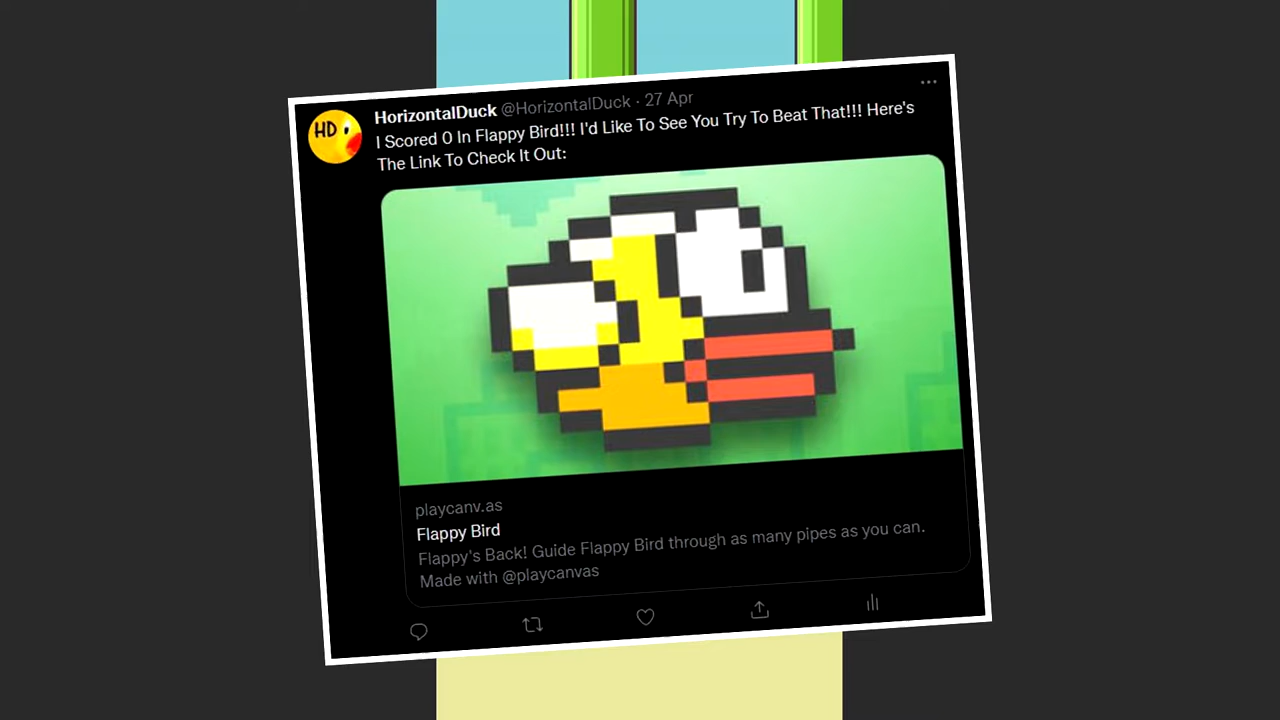 HD
HorizontalDuck @HorizontalDuck · 27 Apr
I Scored 0 In Flappy Bird!!! I'd Like To See You Try To Beat That!!! Here's
The Link To Check It Out:
playcanv.as
Flappy Bird
Flappy's Back! Guide Flappy Bird through as many pipes as you can.
Made with @playcanvas